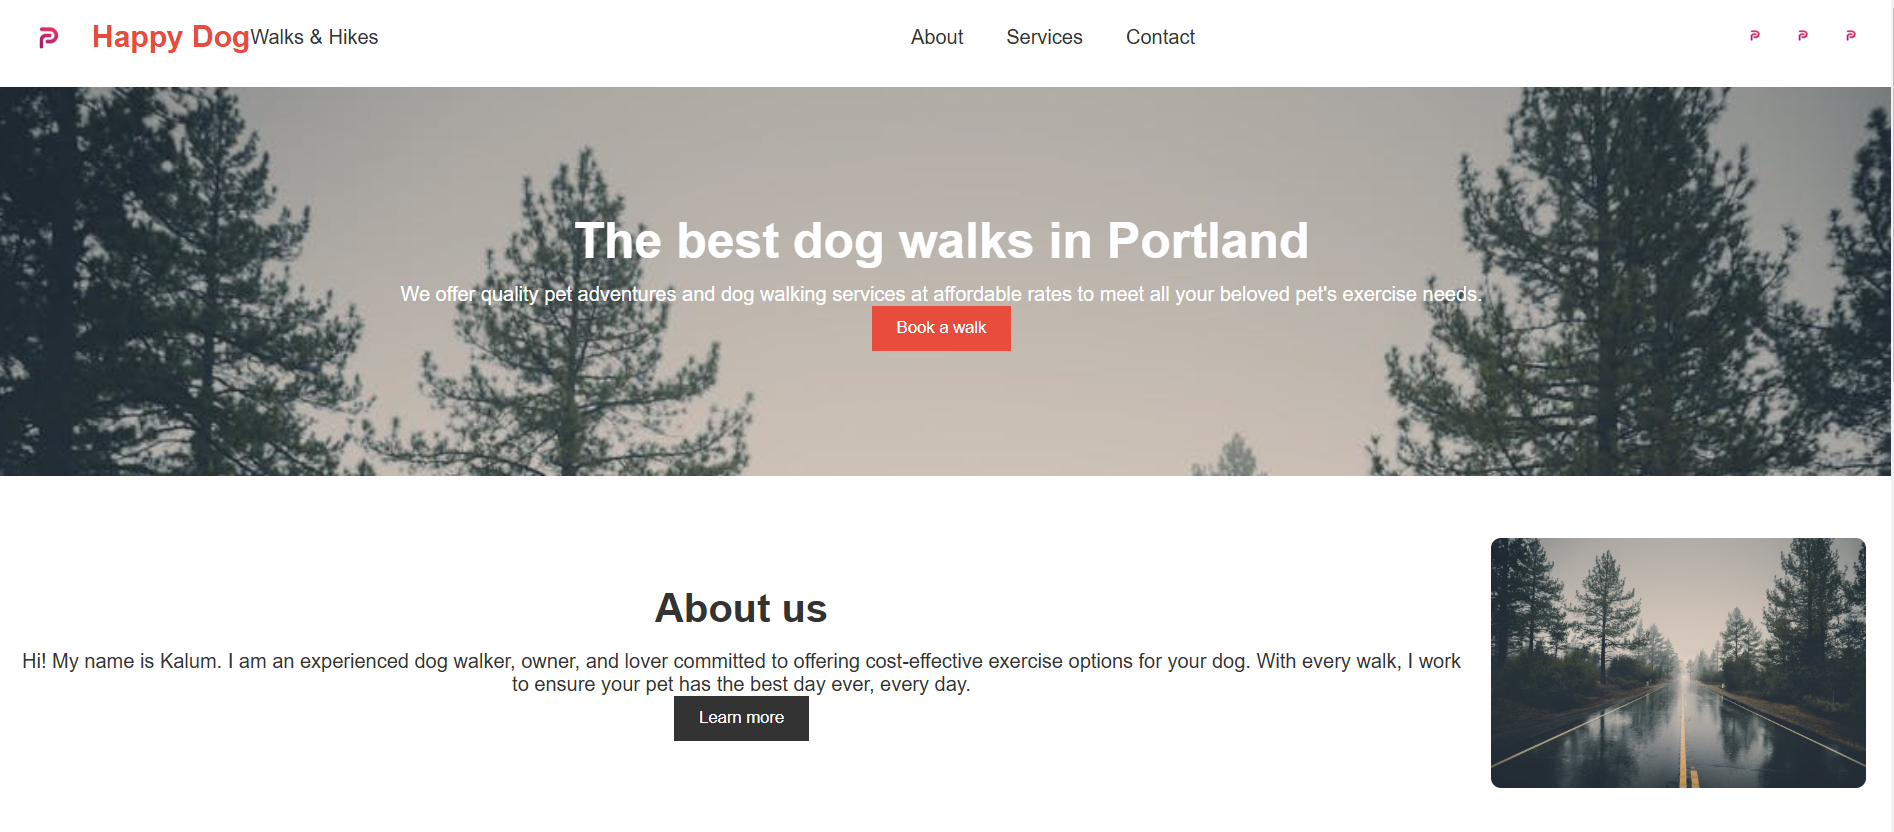 Happy Dog Walks & Hikes About Services Contact
The best dog walks in Portland
We offer quality pet adventures and dog walking services at affordable rates to meet all your beloved pet's exercise needs.
Book a walk
About us
Hi! My name is Kalum. I am an experienced dog walker, owner, and lover committed to offering cost-effective exercise options for your dog. With every walk, I work
to ensure your pet has the best day ever, every day.
Learn more